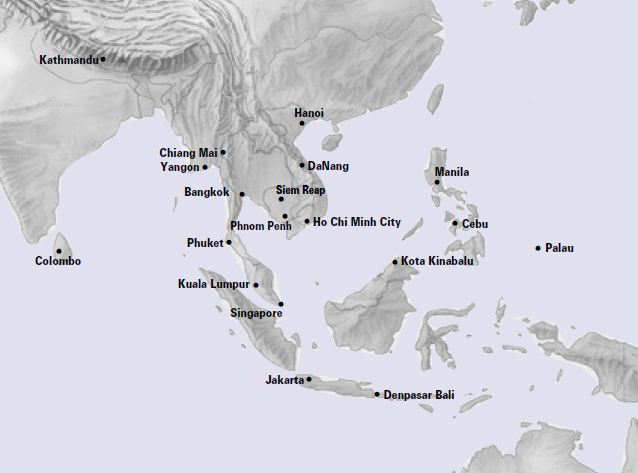 Kathmandu
Hanoi
Chiang Mai
Yangon
DaNang
Manila
Bangkok
Siem Reap
Phnom Penh
Ho Chi Minh City
Cebu
Phuket
Palau
Colombo
Kota Kinabalu
Kuala Lumpur
Singapore
Jakarta
Denpasar Bali